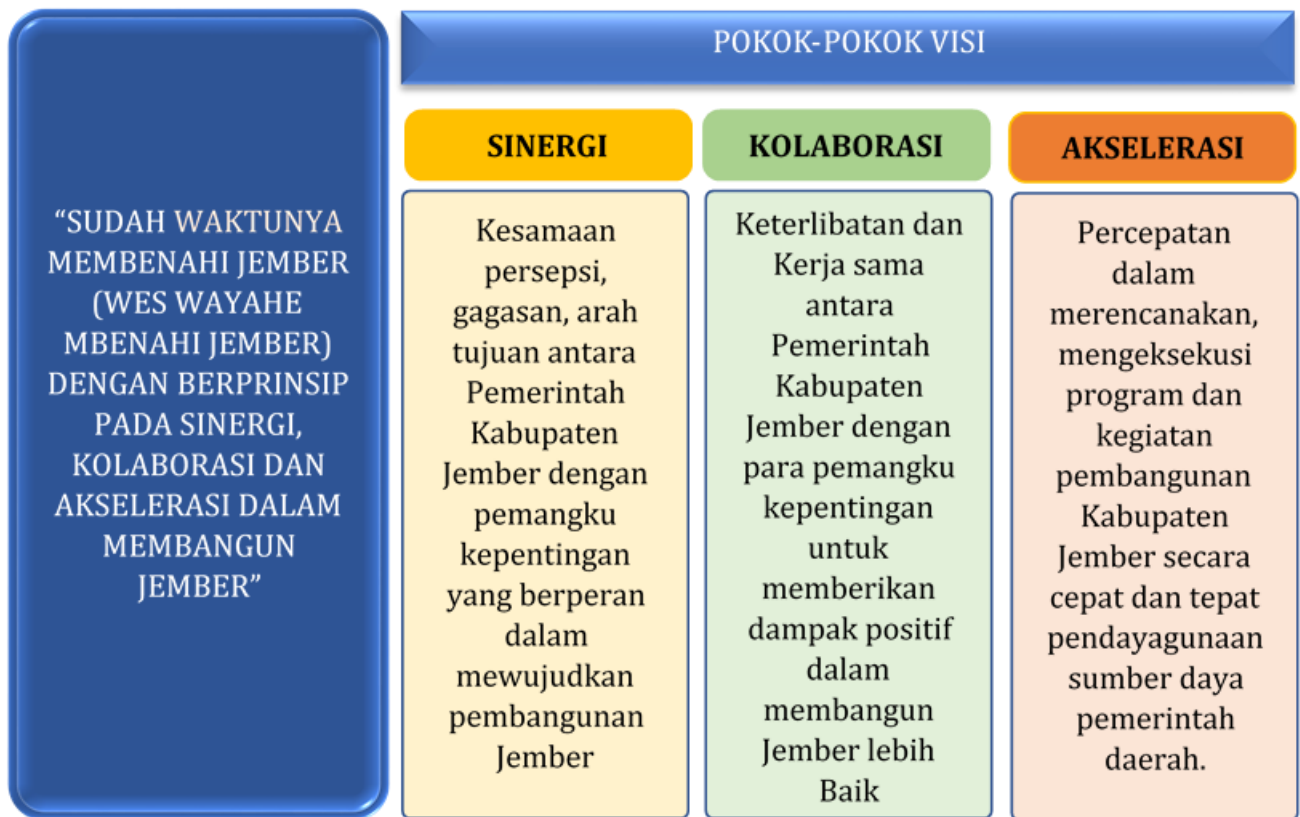 “SUDAH WAKTUNYA
MEMBENAHI JEMBER
(WES WAYAHE
MBENAHI JEMBER)
DENGAN BERPRINSIP
PADA SINERGI,
KOLABORASI DAN
AKSELERASI DALAM
MEMBANGUN
JEMBER”
POKOK-POKOK VISI
SINERGI
Kesamaan
persepsi,
gagasan, arah
tujuan antara
Pemerintah
Kabupaten
Jember dengan
pemangku
kepentingan
yang berperan
dalam
mewujudkan
pembangunan
Jember
KOLABORASI
Keterlibatan dan
Kerja sama
antara
Pemerintah
Kabupaten
Jember dengan
para pemangku
kepentingan
untuk
memberikan
dampak positif
dalam
membangun
Jember lebih
Baik
AKSELERASI
Percepatan
dalam
merencanakan,
mengeksekusi
program dan
kegiatan
pembangunan
Kabupaten
Jember secara
cepat dan tepat
pendayagunaan
sumber daya
pemerintah
daerah.